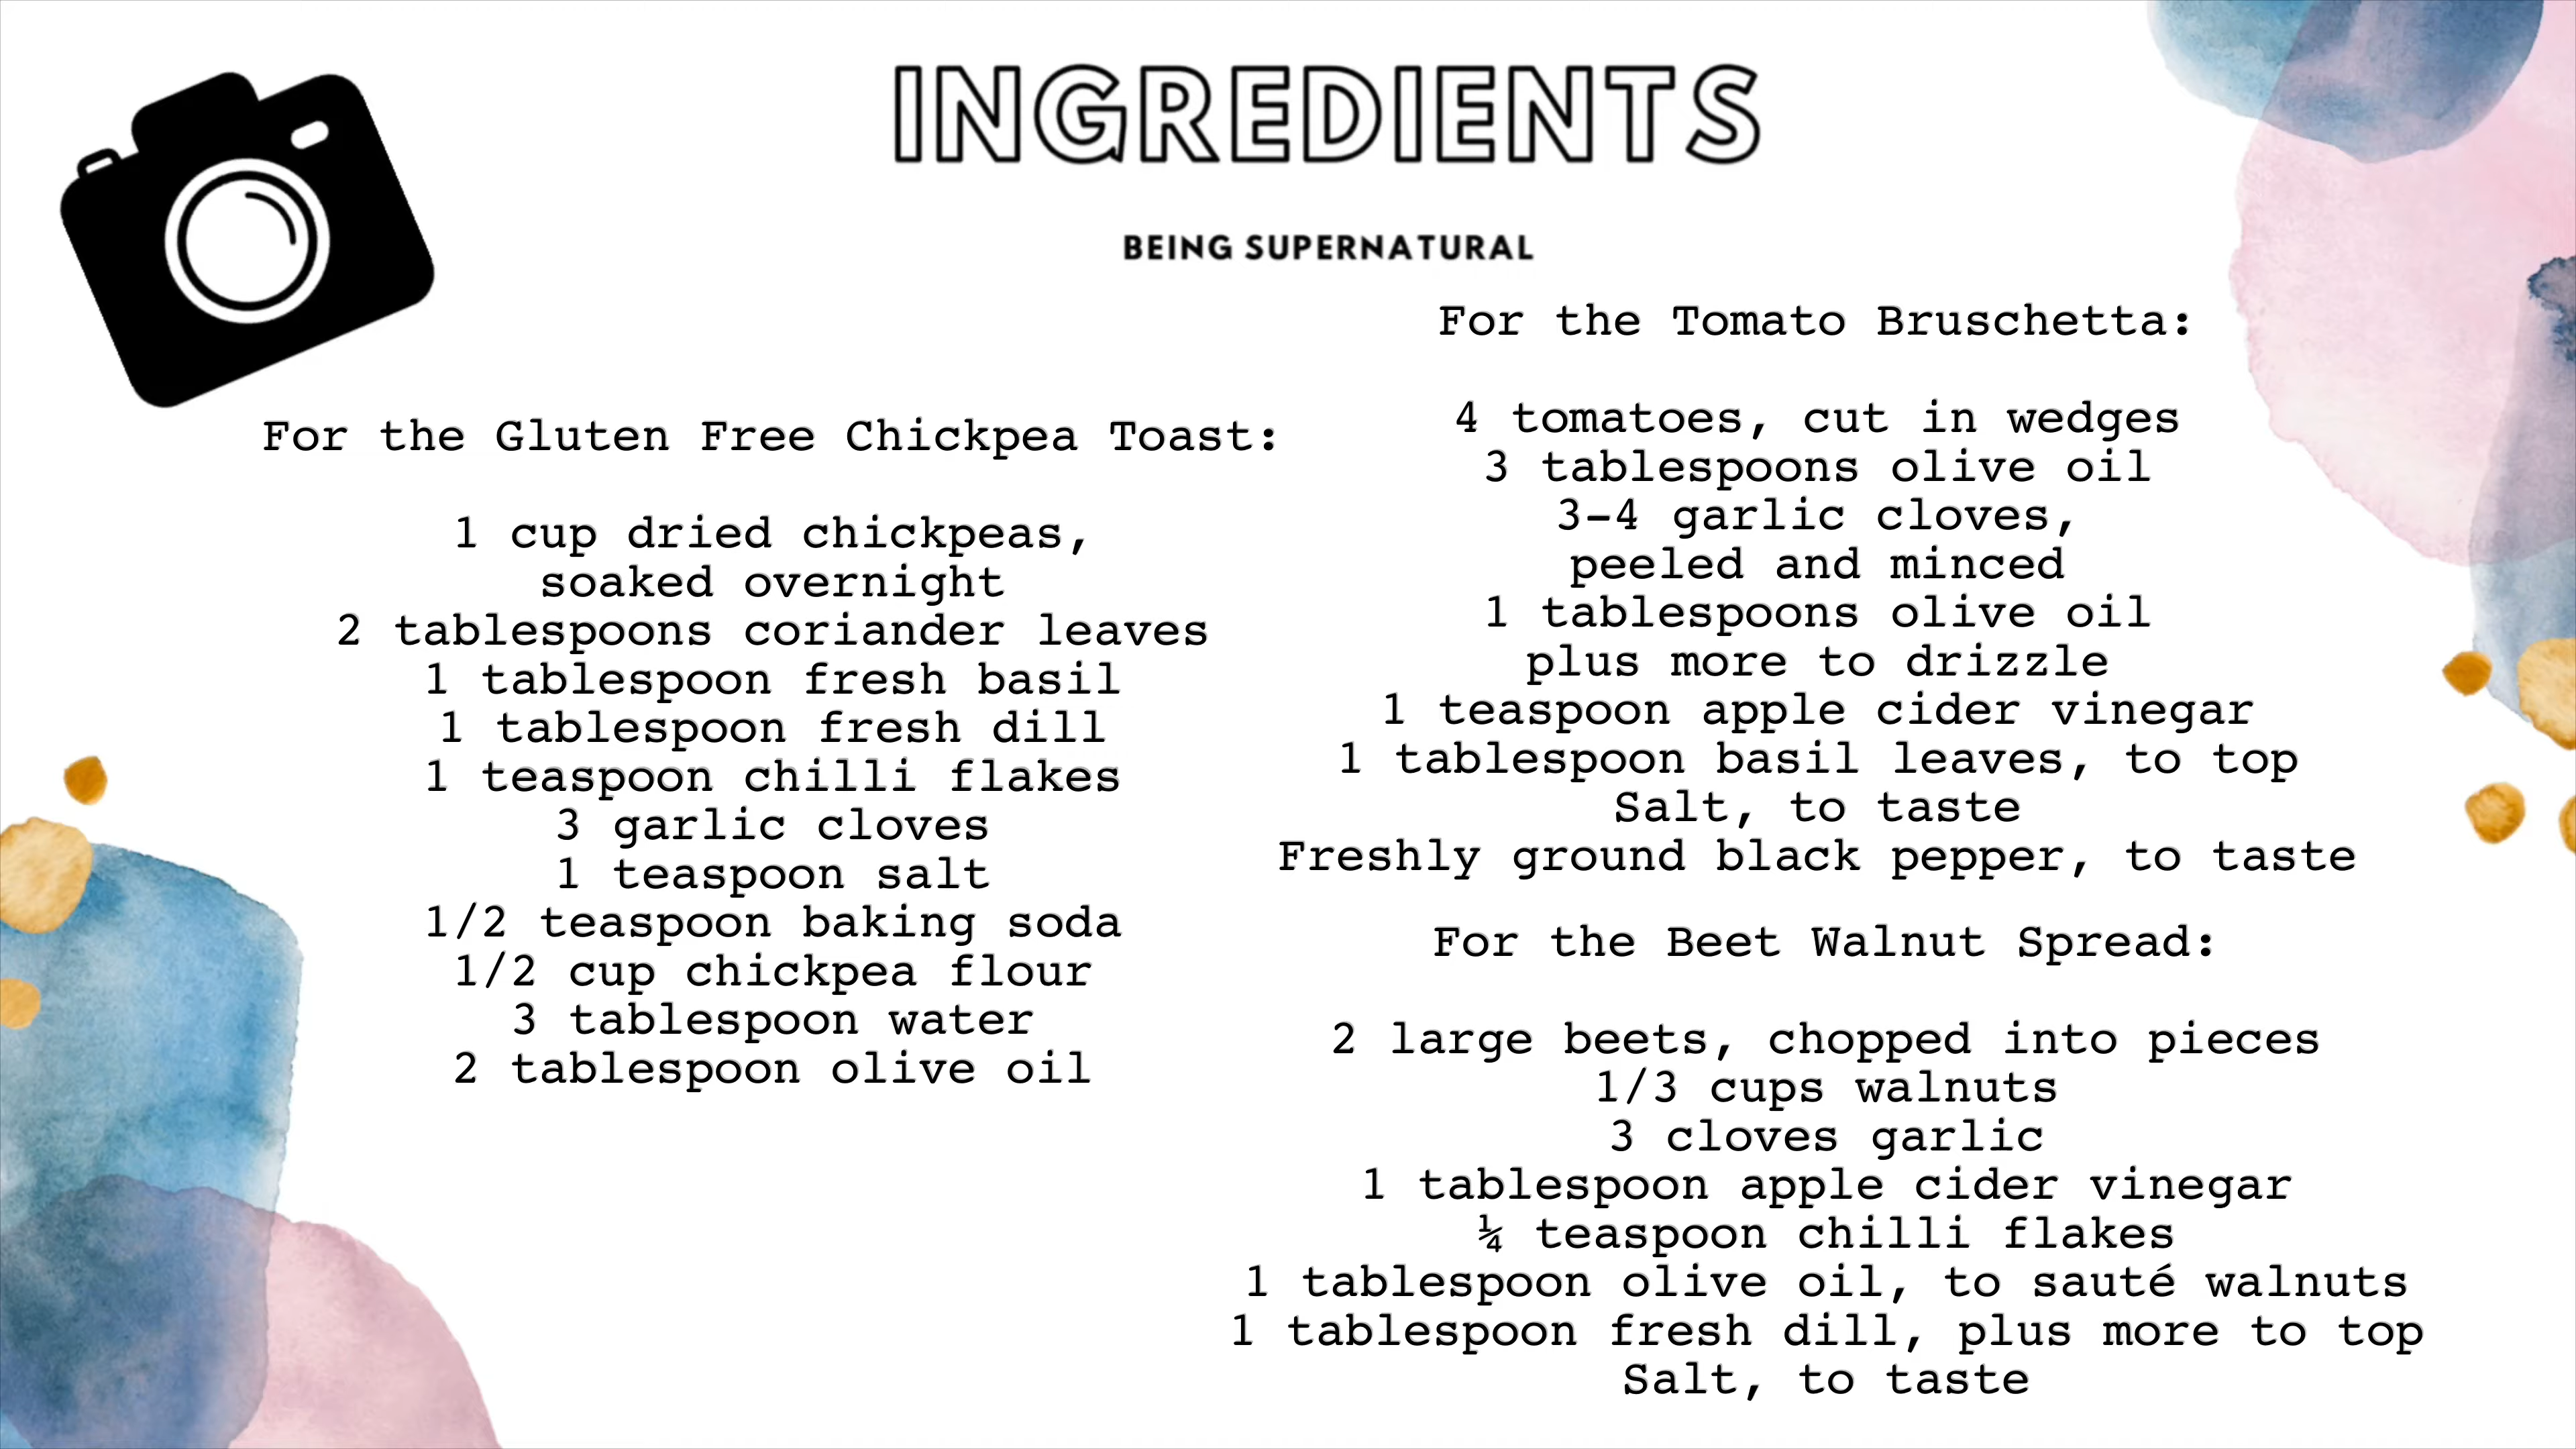 INGREDIENTS
BEING SUPERNATURAL
For the Gluten Free Chickpea Toast:
1 cup dried chickpeas,
soaked overnight
2 tablespoons coriander leaves
1 tablespoon fresh basil
1 tablespoon fresh dill
1 teaspoon chilli flakes
3 garlic cloves
1 teaspoon salt
1/2 teaspoon baking soda
1/2 cup chickpea flour
3 tablespoon water
2 tablespoon olive oil
For the Tomato Bruschetta:
4 tomatoes, cut in wedges
3 tablespoons olive oil
3-4 garlic cloves,
peeled and minced
1 tablespoons olive oil
plus more to drizzle
1 teaspoon apple cider vinegar
1 tablespoon basil leaves, to top
Salt, to taste
Freshly ground black pepper, to taste
For the Beet Walnut Spread:
2 large beets, chopped into pieces
1/3 cups walnuts
3 cloves garlic
1 tablespoon apple cider vinegar
¼ teaspoon chilli flakes
1 tablespoon olive oil, to sauté walnuts
1 tablespoon fresh dill, plus more to top
Salt, to taste